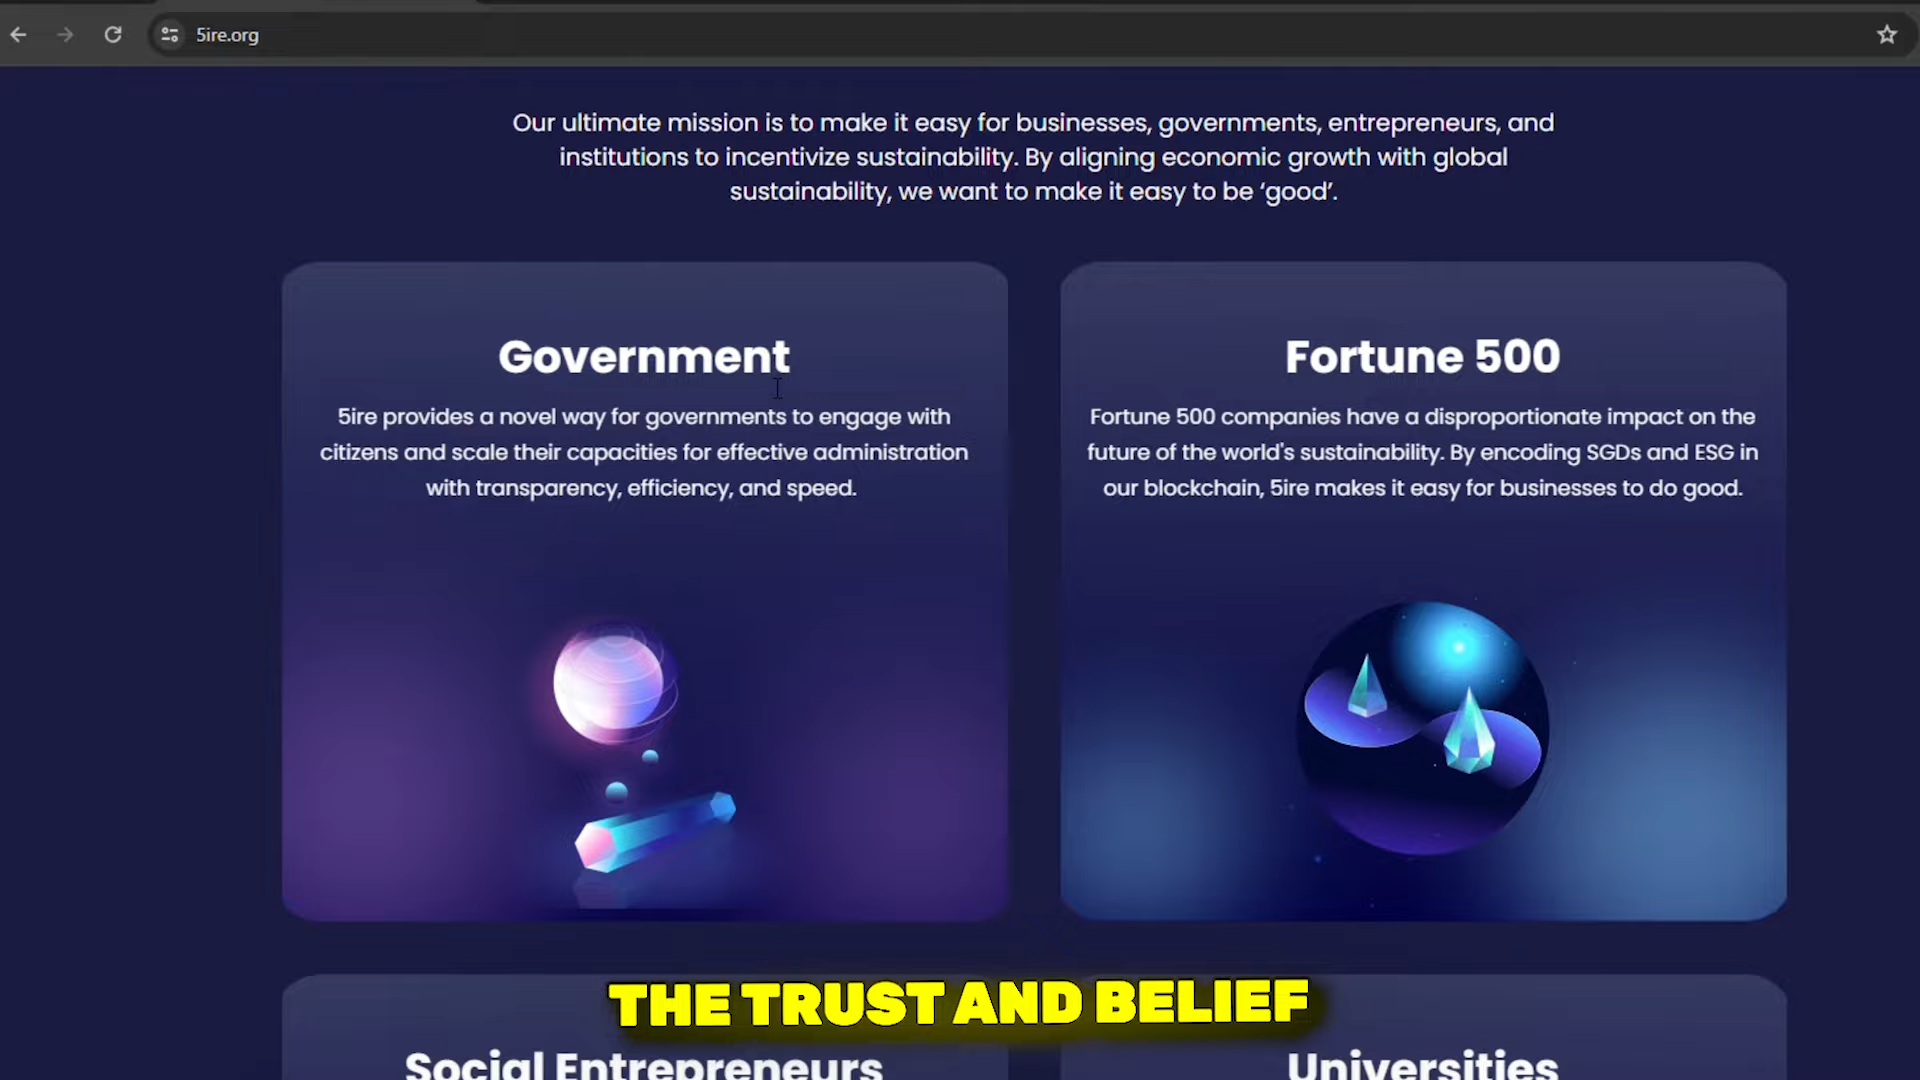 5ire.org
Our ultimate mission is to make it easy for businesses, governments, entrepreneurs, and
institutions to incentivize sustainability. By aligning economic growth with global
sustainability, we want to make it easy to be ‘good’.
Government
5ire provides a novel way for governments to engage with
citizens and scale their capacities for effective administration
with transparency, efficiency, and speed.
Fortune 500
Fortune 500 companies have a disproportionate impact on the
future of the world's sustainability. By encoding SGDs and ESG in
our blockchain, 5ire makes it easy for businesses to do good.
THE TRUST AND BELIEF
Social Entrepreneurs
Universities